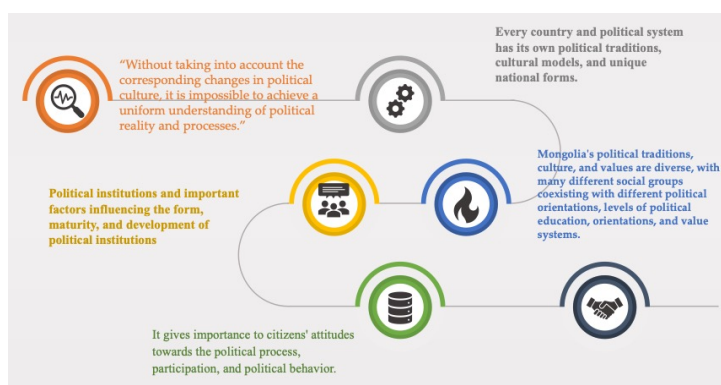 “Without taking into account the
corresponding changes in political
culture, it is impossible to achieve a
uniform understanding of political
reality and processes.“
Every country and political system
has its own political traditions,
cultural models, and unique
national forms.
Mongolia's political traditions,
culture, and values are diverse, with
many different social groups
coexisting with different political
orientations, levels of political
education, orientations, and value
systems.
Political institutions and important
factors influencing the form,
maturity, and development of
political institutions
It gives importance to citizens' attitudes
towards the political process,
participation, and political behavior.